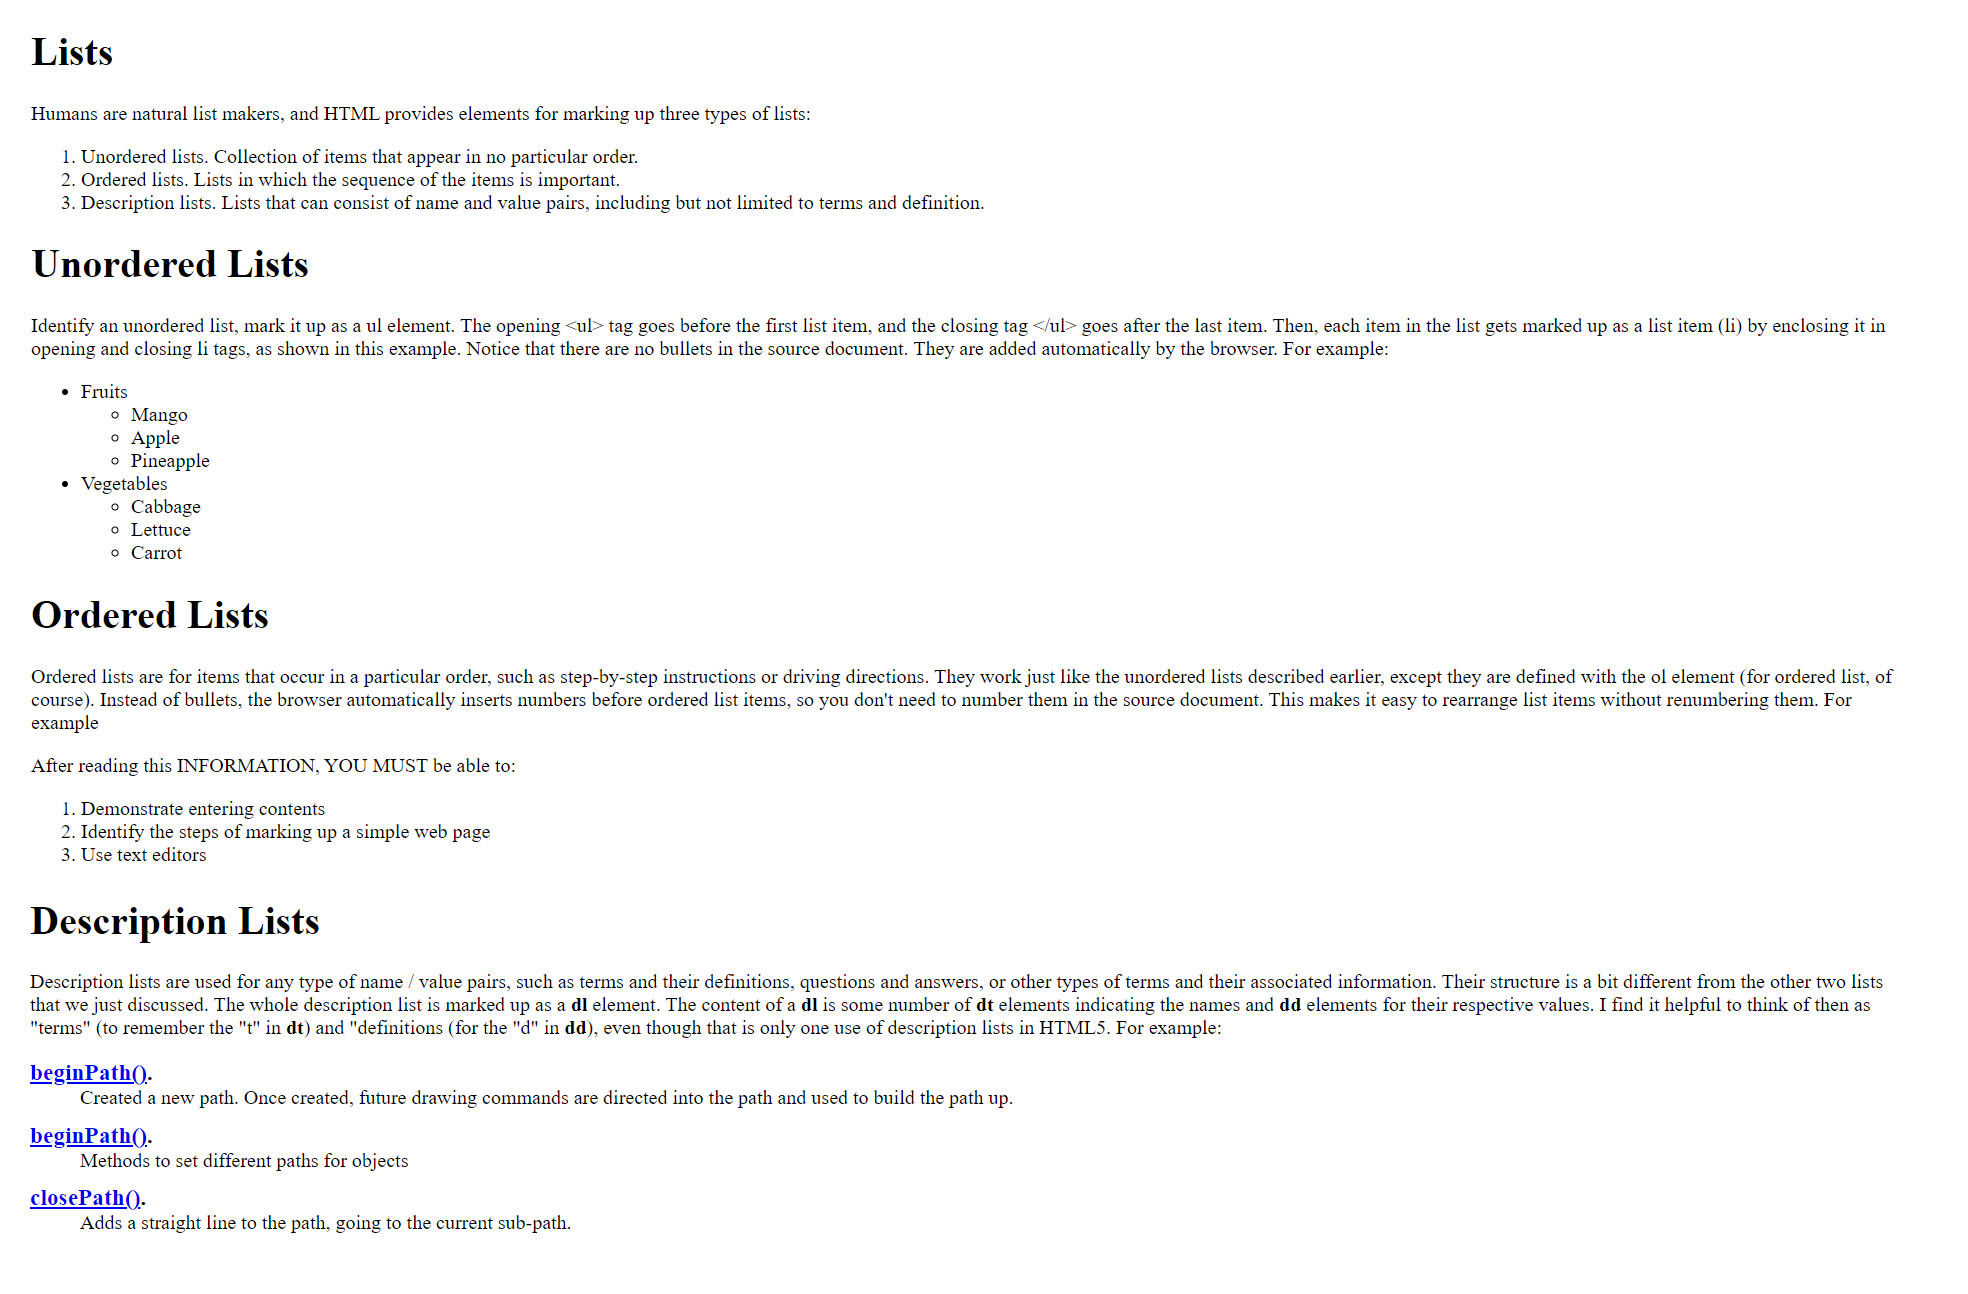 Lists
Humans are natural list makers, and HTML provides elements for marking up three types of lists:
1. Unordered lists. Collection of items that appear in no particular order.
2. Ordered lists. Lists in which the sequence of the items is important.
3. Description lists. Lists that can consist of name and value pairs, including but not limited to terms and definition.
Unordered Lists
Identify an unordered list, mark it up as a ul element. The opening <ul> tag goes before the first list item, and the closing tag </ul> goes after the last item. Then, each item in the list gets marked up as a list item (li) by enclosing it in
opening and closing li tags, as shown in this example. Notice that there are no bullets in the source document. They are added automatically by the browser. For example:
• Fruits
◦ Mango
◦ Apple
◦ Pineapple
• Vegetables
◦ Cabbage
◦ Lettuce
◦ Carrot
Ordered Lists
Ordered lists are for items that occur in a particular order, such as step-by-step instructions or driving directions. They work just like the unordered lists described earlier, except they are defined with the ol element (for ordered list, of
course). Instead of bullets, the browser automatically inserts numbers before ordered list items, so you don't need to number them in the source document. This makes it easy to rearrange list items without renumbering them. For
example
After reading this INFORMATION, YOU MUST be able to:
1. Demonstrate entering contents
2. Identify the steps of marking up a simple web page
3. Use text editors
Description Lists
Description lists are used for any type of name / value pairs, such as terms and their definitions, questions and answers, or other types of terms and their associated information. Their structure is a bit different from the other two lists
that we just discussed. The whole description list is marked up as a dl element. The content of a dl is some number of dt elements indicating the names and dd elements for their respective values. I find it helpful to think of then as
"terms" (to remember the "t" in dt) and "definitions (for the "d" in dd), even though that is only one use of description lists in HTML5. For example:
beginPath().
Created a new path. Once created, future drawing commands are directed into the path and used to build the path up.
beginPath().
Methods to set different paths for objects
closePath().
Adds a straight line to the path, going to the current sub-path.